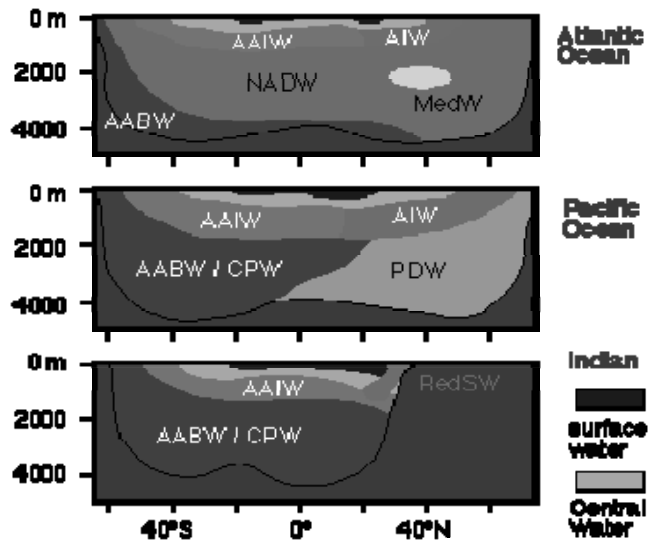 0 m
AAIW
AIW
Atlantic
Ocean
2000
NADW
MedW
4000
AABW
0 m
AAIW
AIW
Pacific
Ocean
2000
AABW / CPW
PDW
4000
0 m
Indian
AAIW
RedSW
2000
AABW / CPW
surface
water
4000
Central
Water
40°S
0°
40°N